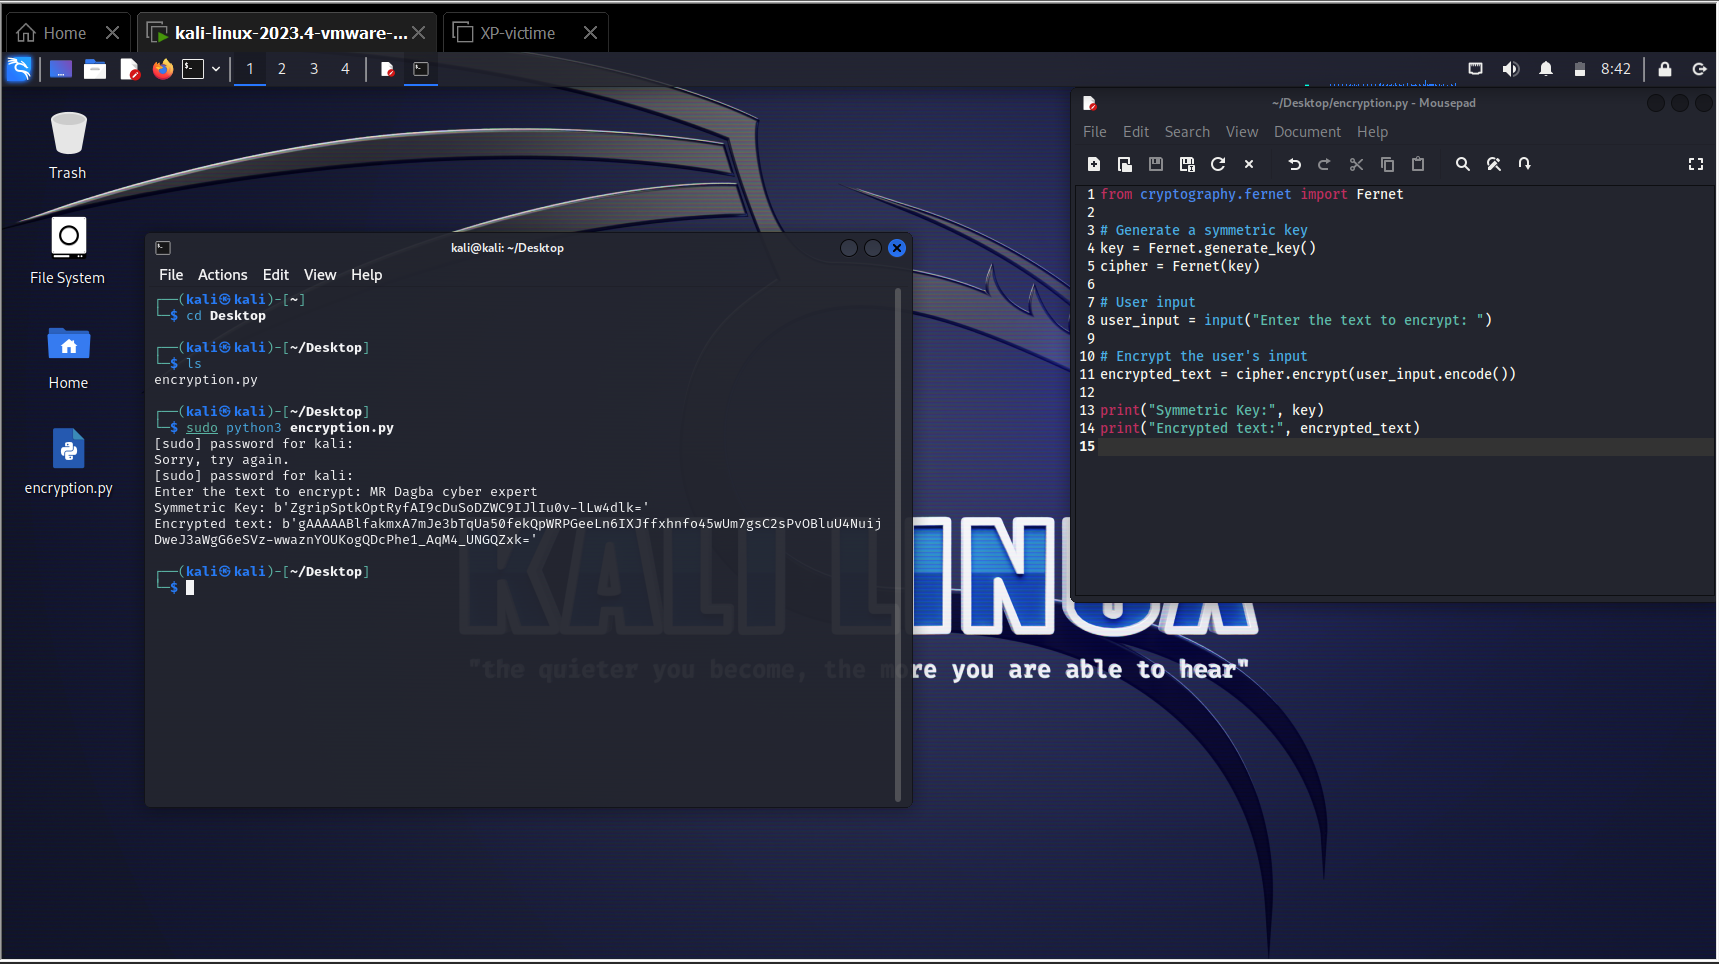 Home
kali-linux-2023.4-vmware-...
XP-victime
1 2 3 4
8:42
Trash
File System
Home
encryption.py
kali@kali: ~/Desktop
File Actions Edit View Help
┌──(kali㉿kali)-[~]
└─$ cd Desktop
┌──(kali㉿kali)-[~/Desktop]
└─$ ls
encryption.py
┌──(kali㉿kali)-[~/Desktop]
└─$ sudo python3 encryption.py
[sudo] password for kali:
Sorry, try again.
[sudo] password for kali:
Enter the text to encrypt: MR Dagba cyber expert
Symmetric Key: b'ZgripSptkOptRyfAI9cDuSoDZWC9IJlIu0v-lLw4dlk='
Encrypted text: b'gAAAAABlfakmxA7mJe3bTqUa50fekQpWRPGeeLn6IXJffxhnfo45wUm7gsC2sPvOBluU4Nuij
DweJ3aWgG6eSVz-wwaznYOUKogQDcPhe1_AqM4_UNGQZxk='
┌──(kali㉿kali)-[~/Desktop]
└─$
~/Desktop/encryption.py - Mousepad
File Edit Search View Document Help
1 from cryptography.fernet import Fernet
2
3 # Generate a symmetric key
4 key = Fernet.generate_key()
5 cipher = Fernet(key)
6
7 # User input
8 user_input = input("Enter the text to encrypt: ")
9
10 # Encrypt the user's input
11 encrypted_text = cipher.encrypt(user_input.encode())
12
13 print("Symmetric Key:", key)
14 print("Encrypted text:", encrypted_text)
15
KALI LINUX
"the quieter you become, the more you are able to hear"